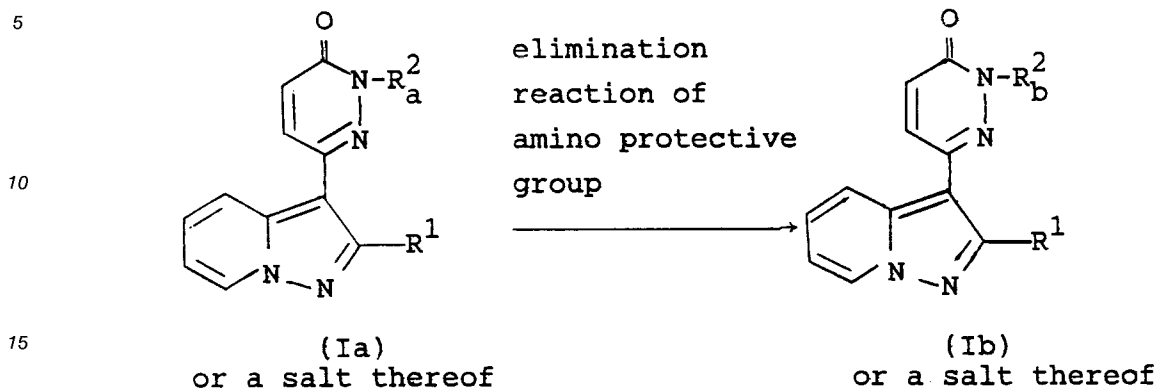 5
O
N-R²a
N
R¹
N
N
elimination
reaction of
amino protective
group
10
O
N-R²b
N
R¹
N
N
15
(Ia)
or a salt thereof
(Ib)
or a salt thereof